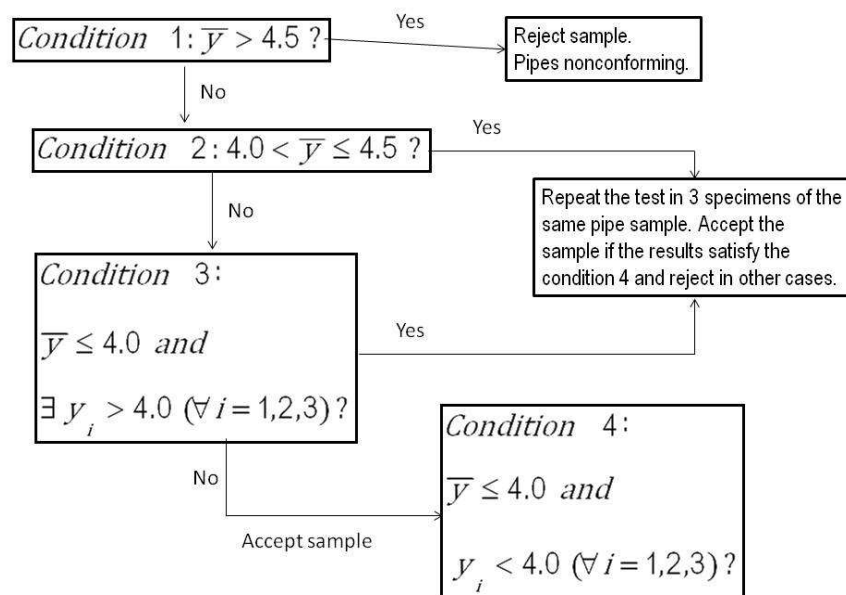 Condition 1: y̅ > 4.5 ?
Yes
Reject sample.
Pipes nonconforming.
No
Condition 2: 4.0 < y̅ ≤ 4.5 ?
Yes
Repeat the test in 3 specimens of the
same pipe sample. Accept the
sample if the results satisfy the
condition 4 and reject in other cases.
No
Condition 3:
y̅ ≤ 4.0 and
∃ y_i > 4.0 (∀ i = 1,2,3) ?
Yes
No
Accept sample
Condition 4:
y̅ ≤ 4.0 and
y_i < 4.0 (∀ i = 1,2,3) ?